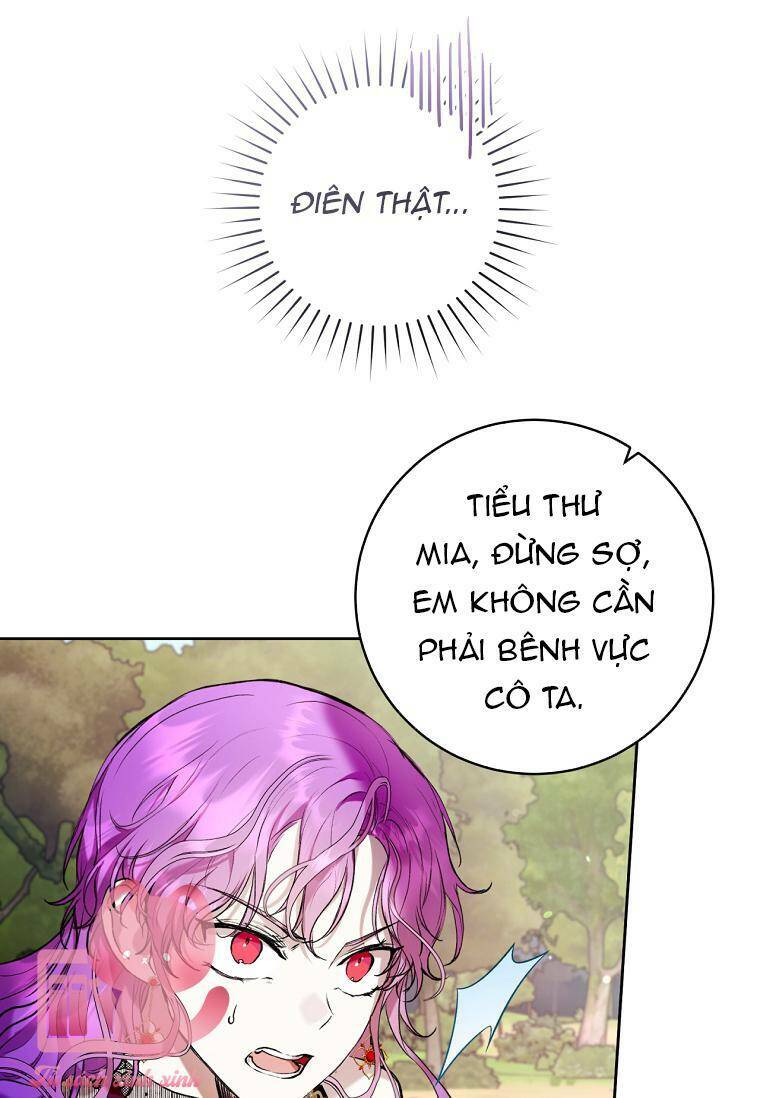 ĐIÊN THẬT...
TIỂU THƯ
MIA, ĐỪNG SỢ,
EM KHÔNG CẦN
PHẢI BÊNH VỰC
CÔ TA.